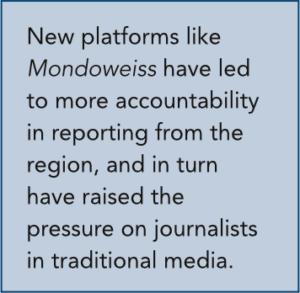 New platforms like
Mondoweiss have led
to more accountability
in reporting from the
region, and in turn
have raised the
pressure on journalists
in traditional media.